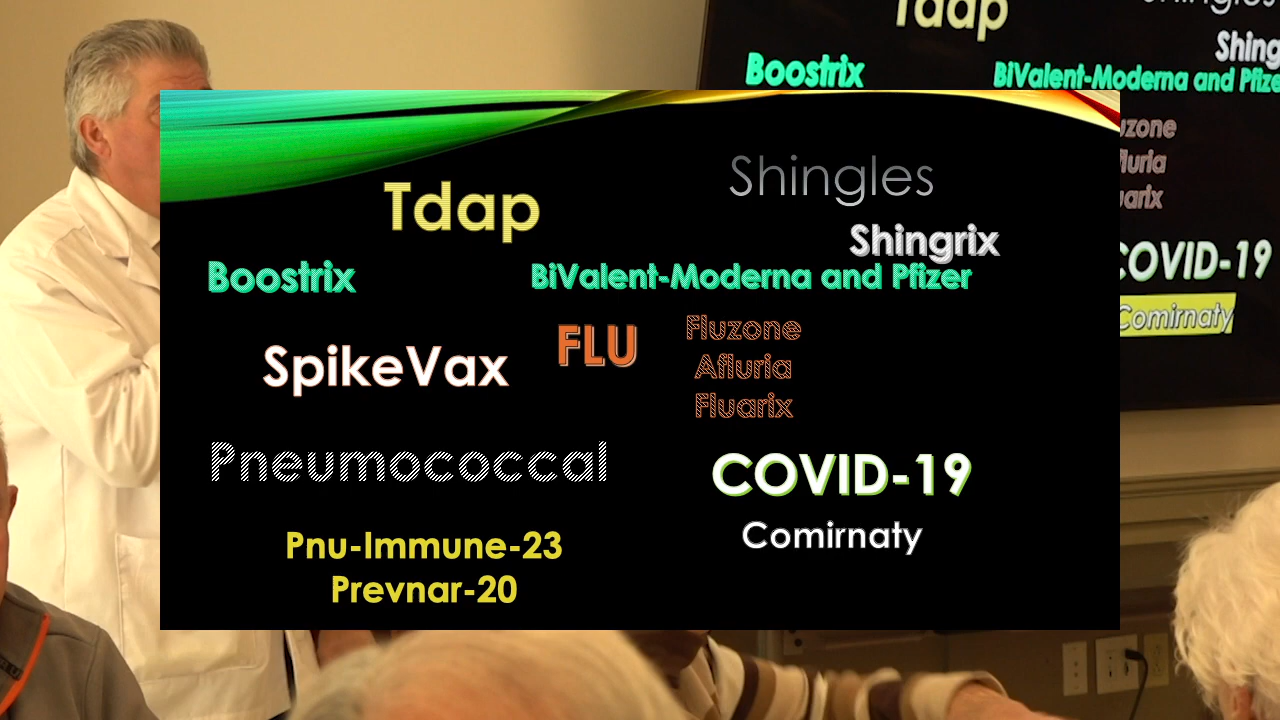 Tdap
Shingles
Shingrix
Boostrix
BiValent-Moderna and Pfizer
SpikeVax
FLU
Fluzone
Afluria
Fluarix
Pneumococcal
COVID-19
Comirnaty
Pnu-Immune-23
Prevnar-20
Tdap
Boostrix
BiValent-Moderna and Pfize
COVID-19
Comirnaty